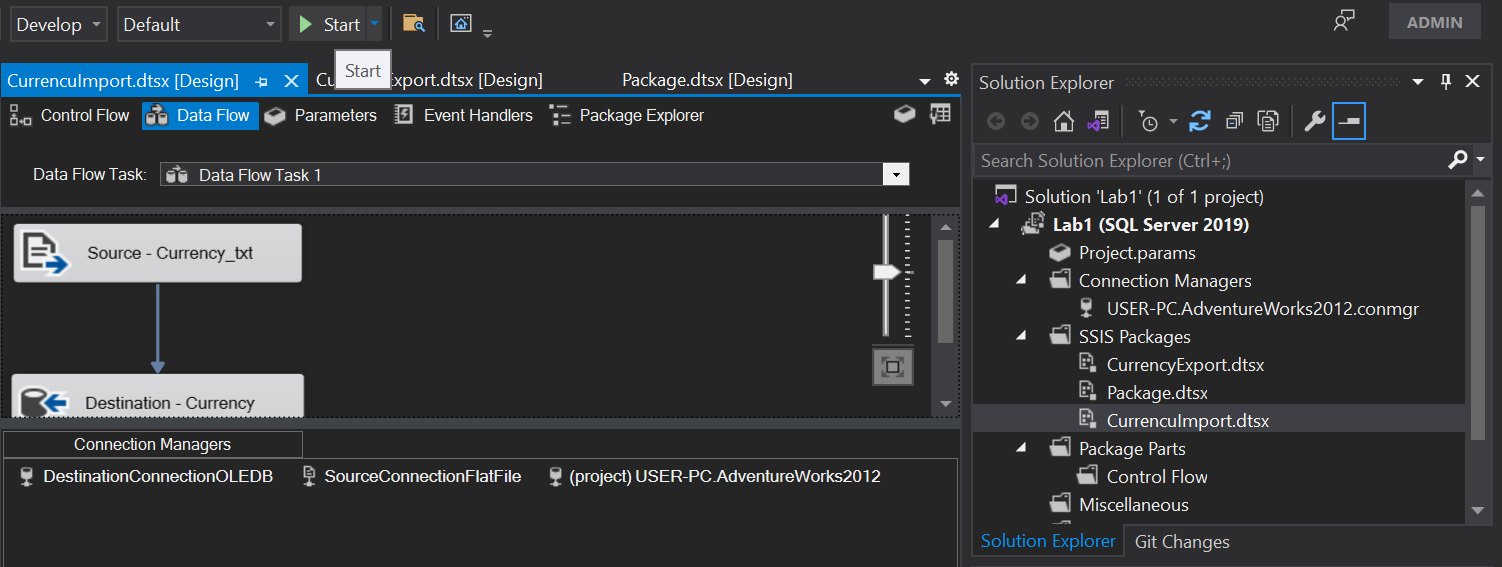 Develop Default Start ADMIN
Start
CurrencuImport.dtsx [Design] Cu xport.dtsx [Design] Package.dtsx [Design]
Control Flow Data Flow Parameters Event Handlers Package Explorer
Data Flow Task: Data Flow Task 1
Source - Currency_txt
Destination - Currency
Connection Managers
DestinationConnectionOLEDB SourceConnectionFlatFile (project) USER-PC.AdventureWorks2012
Solution Explorer
Search Solution Explorer (Ctrl+;)
Solution 'Lab1' (1 of 1 project)
Lab1 (SQL Server 2019)
Project.params
Connection Managers
USER-PC.AdventureWorks2012.conmgr
SSIS Packages
CurrencyExport.dtsx
Package.dtsx
CurrencuImport.dtsx
Package Parts
Control Flow
Miscellaneous
Solution Explorer Git Changes